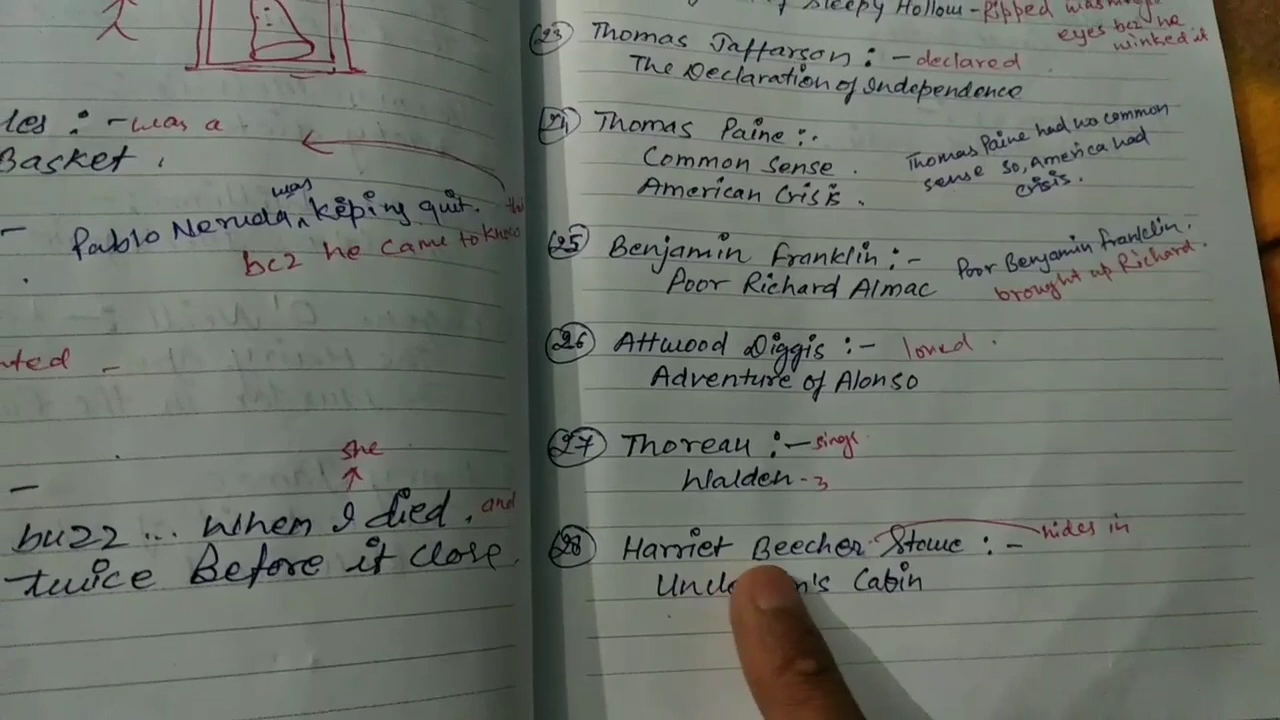 les : - was a
Basket.
was
- Pablo Neruda ^ keping quit.
bcz he came to know
nted -
she
buzz ... When I died, and
twice Before it close.
Sleepy Hollow - Ripped
eyes bcz he
winked it
(23) Thomas Jaffarson : - declared
The Declaration of Independence
(24) Thomas Paine :.
Common Sense.
American Crisis.
Thomas Paine had no common
sense so, America had
crisis.
(25) Benjamin Franklin : -
Poor Richard Almac
Poor Benjamin Franklin.
brought up Richard.
(26) Attwood Diggis : - loved.
Adventure of Alonso
(27) Thoreau : - sings
Walden - 3
(28) Harriet Beecher Stowe : - hides in
Cabin